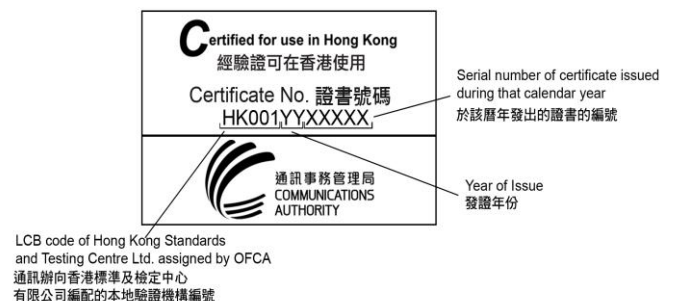 Certified for use in Hong Kong
經驗證可在香港使用
Certificate No. 證書號碼
HK001YYXXXXX
Serial number of certificate issued
during that calendar year
於該曆年發出的證書的編號
通訊事務管理局
COMMUNICATIONS
AUTHORITY
Year of Issue
發證年份
LCB code of Hong Kong Standards
and Testing Centre Ltd. assigned by OFCA
通訊辦向香港標準及檢定中心
有限公司編配的本地驗證機構編號